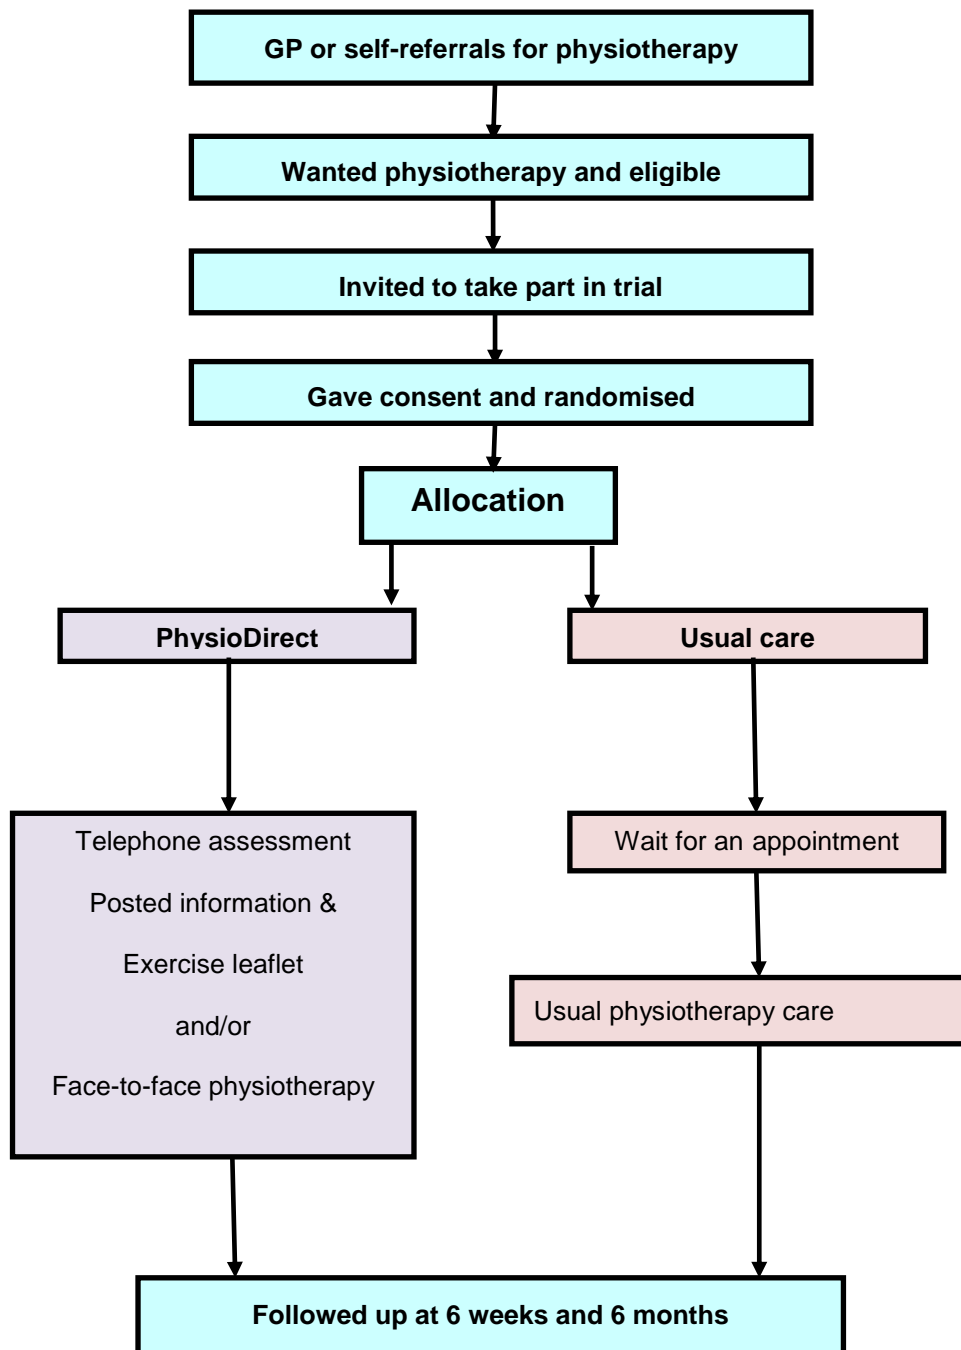 GP or self-referrals for physiotherapy
Wanted physiotherapy and eligible
Invited to take part in trial
Gave consent and randomised
Allocation
PhysioDirect
Usual care
Telephone assessment
Posted information &
Exercise leaflet
and/or
Face-to-face physiotherapy
Wait for an appointment
Usual physiotherapy care
Followed up at 6 weeks and 6 months